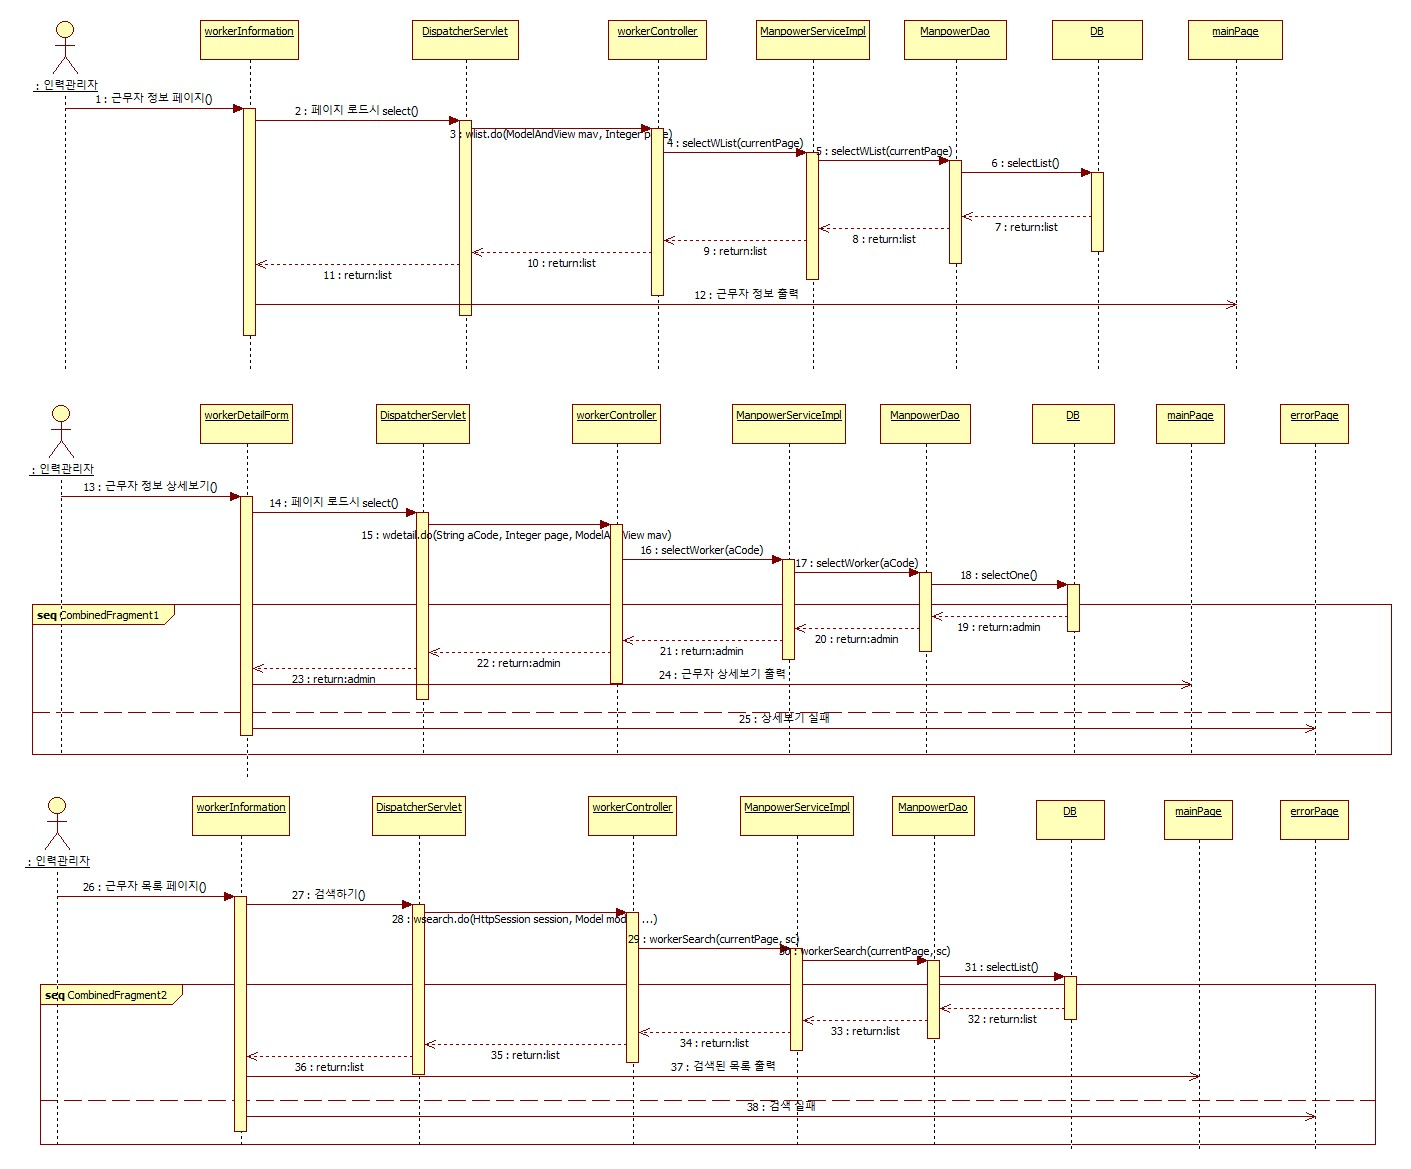 workerInformation
DispatcherServlet
workerController
ManpowerServiceImpl
ManpowerDao
DB
mainPage
: 인력관리자
1 : 근무자 정보 페이지()
2 : 페이지 로드시 select()
3 : wlist.do(ModelAndView mav, Integer page)
4 : selectWList(currentPage)
5 : selectWList(currentPage)
6 : selectList()
7 : return:list
8 : return:list
9 : return:list
10 : return:list
11 : return:list
12 : 근무자 정보 출력
workerDetailForm
DispatcherServlet
workerController
ManpowerServiceImpl
ManpowerDao
DB
mainPage
errorPage
: 인력관리자
13 : 근무자 정보 상세보기()
14 : 페이지 로드시 select()
15 : wdetail.do(String aCode, Integer page, ModelAndView mav)
16 : selectWorker(aCode)
17 : selectWorker(aCode)
18 : selectOne()
seq CombinedFragment1
19 : return:admin
20 : return:admin
21 : return:admin
22 : return:admin
23 : return:admin
24 : 근무자 상세보기 출력
25 : 상세보기 실패
workerInformation
DispatcherServlet
workerController
ManpowerServiceImpl
ManpowerDao
DB
mainPage
errorPage
: 인력관리자
26 : 근무자 목록 페이지()
27 : 검색하기()
28 : wsearch.do(HttpSession session, Model model, ...)
29 : workerSearch(currentPage, sc)
30 : workerSearch(currentPage, sc)
31 : selectList()
seq CombinedFragment2
32 : return:list
33 : return:list
34 : return:list
35 : return:list
36 : return:list
37 : 검색된 목록 출력
38 : 검색 실패